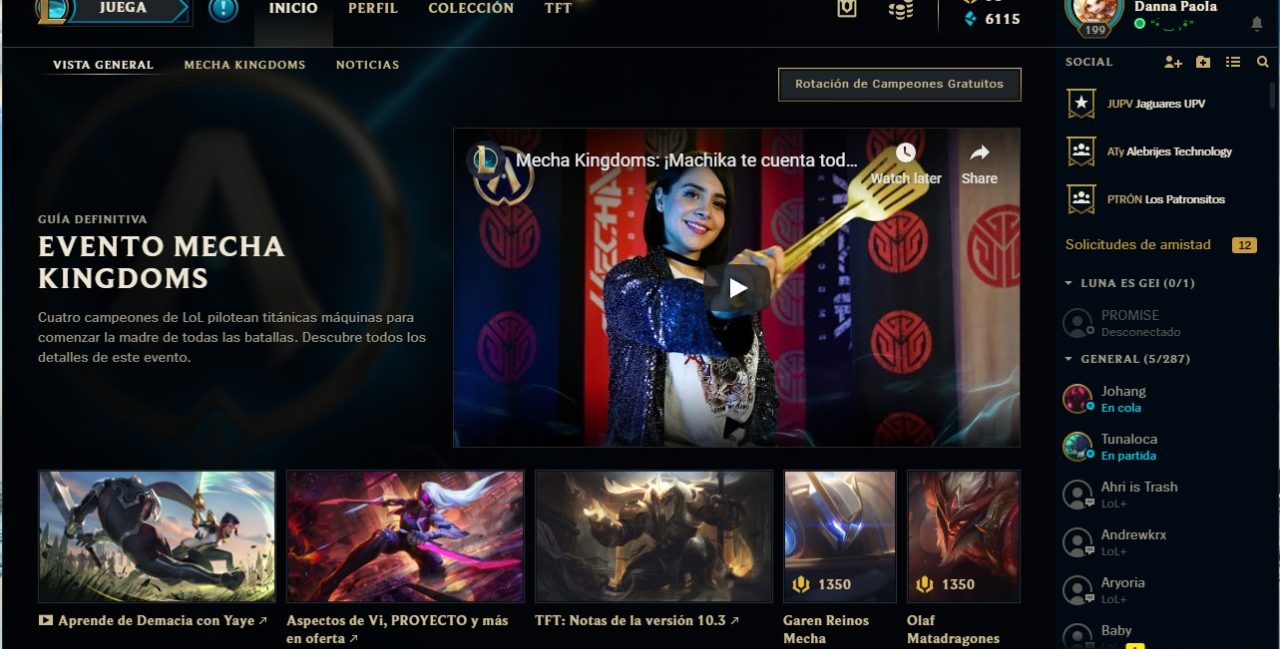 JUEGA
INICIO
PERFIL
COLECCIÓN
TFT
6115
199
Danna Paola
VISTA GENERAL
MECHA KINGDOMS
NOTICIAS
Rotación de Campeones Gratuitos
GUÍA DEFINITIVA
EVENTO MECHA
KINGDOMS
Cuatro campeones de LoL pilotean titánicas máquinas para
comenzar la madre de todas las batallas. Descubre todos los
detalles de este evento.
Mecha Kingdoms: ¡Machika te cuenta tod...
Watch later
Share
MECHA
Aprende de Demacia con Yaye
Aspectos de Vi, PROYECTO y más
en oferta
TFT: Notas de la versión 10.3
1350
Garen Reinos
Mecha
1350
Olaf
Matadragones
SOCIAL
JUPV Jaguares UPV
ATy Alebrijes Technology
PTRÓN Los Patronsitos
Solicitudes de amistad 12
LUNA ES GEI (0/1)
PROMISE
Desconectado
GENERAL (5/287)
Johang
En cola
Tunaloca
En partida
Ahri is Trash
LoL+
Andrewkrx
LoL+
Aryoria
LoL+
Baby